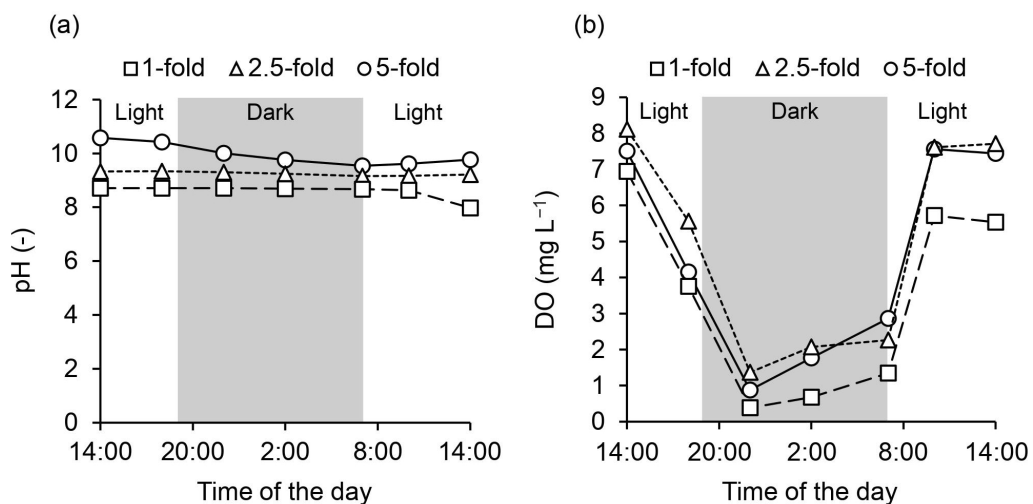 (a)
1-fold 2.5-fold 5-fold
Light Dark Light
12
10
8
6
4
2
0
pH (-)
14:00 20:00 2:00 8:00 14:00
Time of the day
(b)
1-fold 2.5-fold 5-fold
Light Dark Light
9
8
7
6
5
4
3
2
1
0
DO (mg L⁻¹)
14:00 20:00 2:00 8:00 14:00
Time of the day